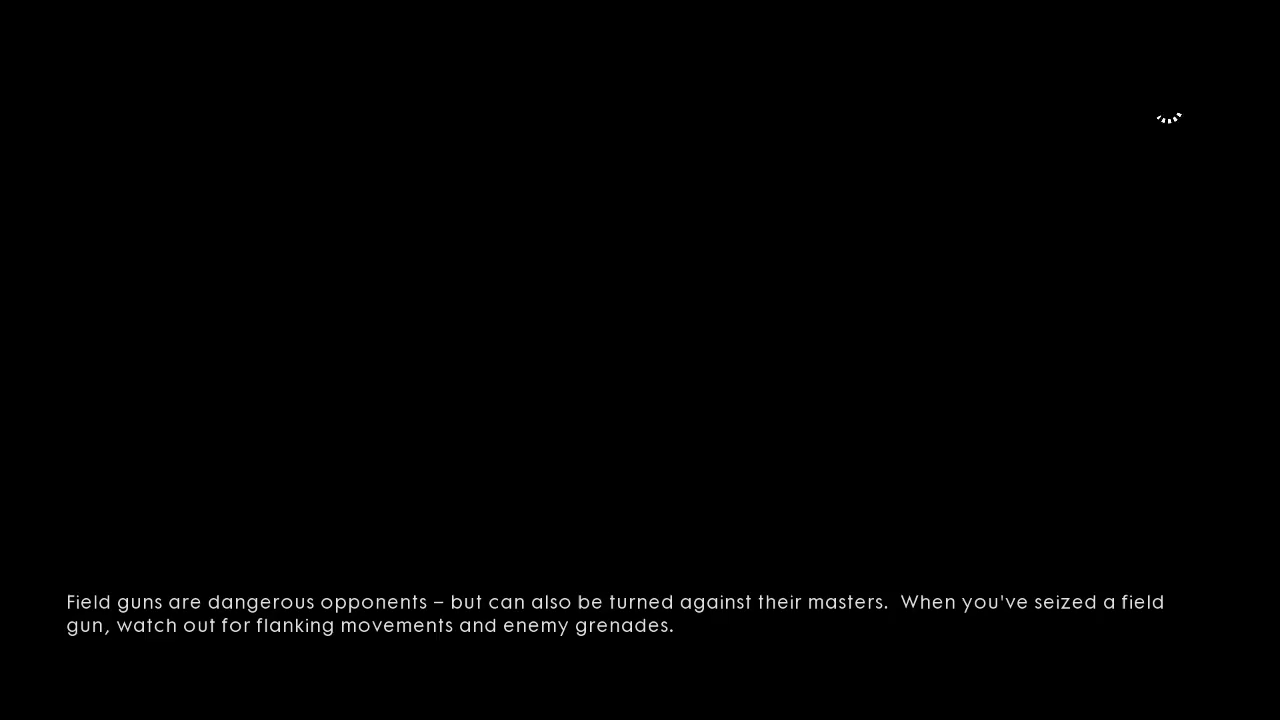 Field guns are dangerous opponents – but can also be turned against their masters.  When you've seized a field
gun, watch out for flanking movements and enemy grenades.